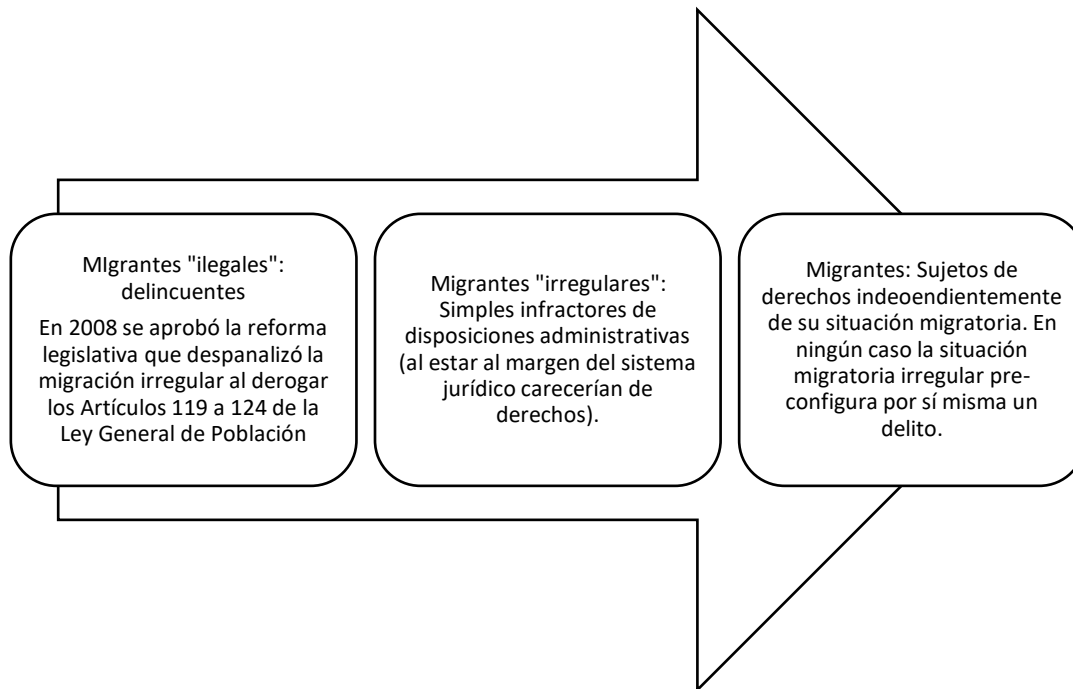 MIgrantes "ilegales":
delincuentes
En 2008 se aprobó la reforma
legislativa que despanalizó la
migración irregular al derogar
los Artículos 119 a 124 de la
Ley General de Población
Migrantes "irregulares":
Simples infractores de
disposiciones administrativas
(al estar al margen del sistema
jurídico carecerían de
derechos).
Migrantes: Sujetos de
derechos indeoendientemente
de su situación migratoria. En
ningún caso la situación
migratoria irregular pre-
configura por sí misma un
delito.